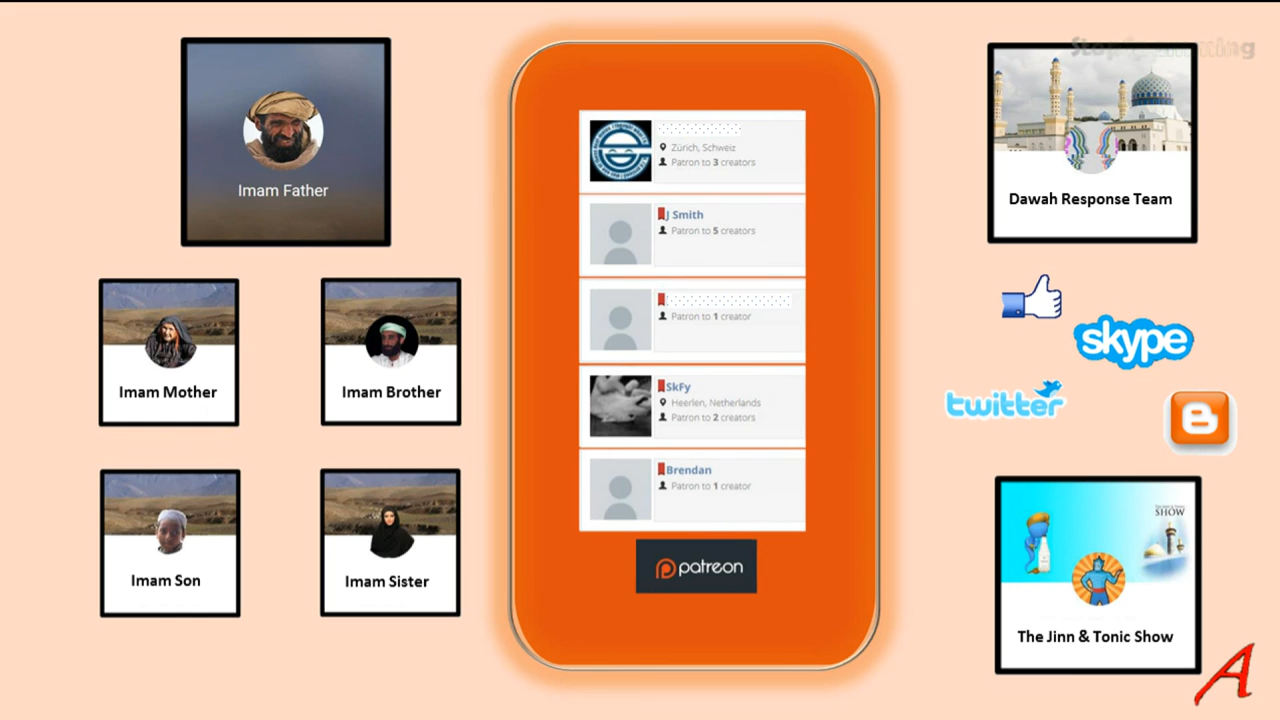 Imam Father
Imam Mother
Imam Brother
Imam Son
Imam Sister
Zürich, Schweiz
Patron to 3 creators
J Smith
Patron to 5 creators
Patron to 1 creator
SkFy
Heerlen, Netherlands
Patron to 2 creators
Brendan
Patron to 1 creator
patreon
Dawah Response Team
skype
twitter
B
SHOW
The Jinn & Tonic Show
A